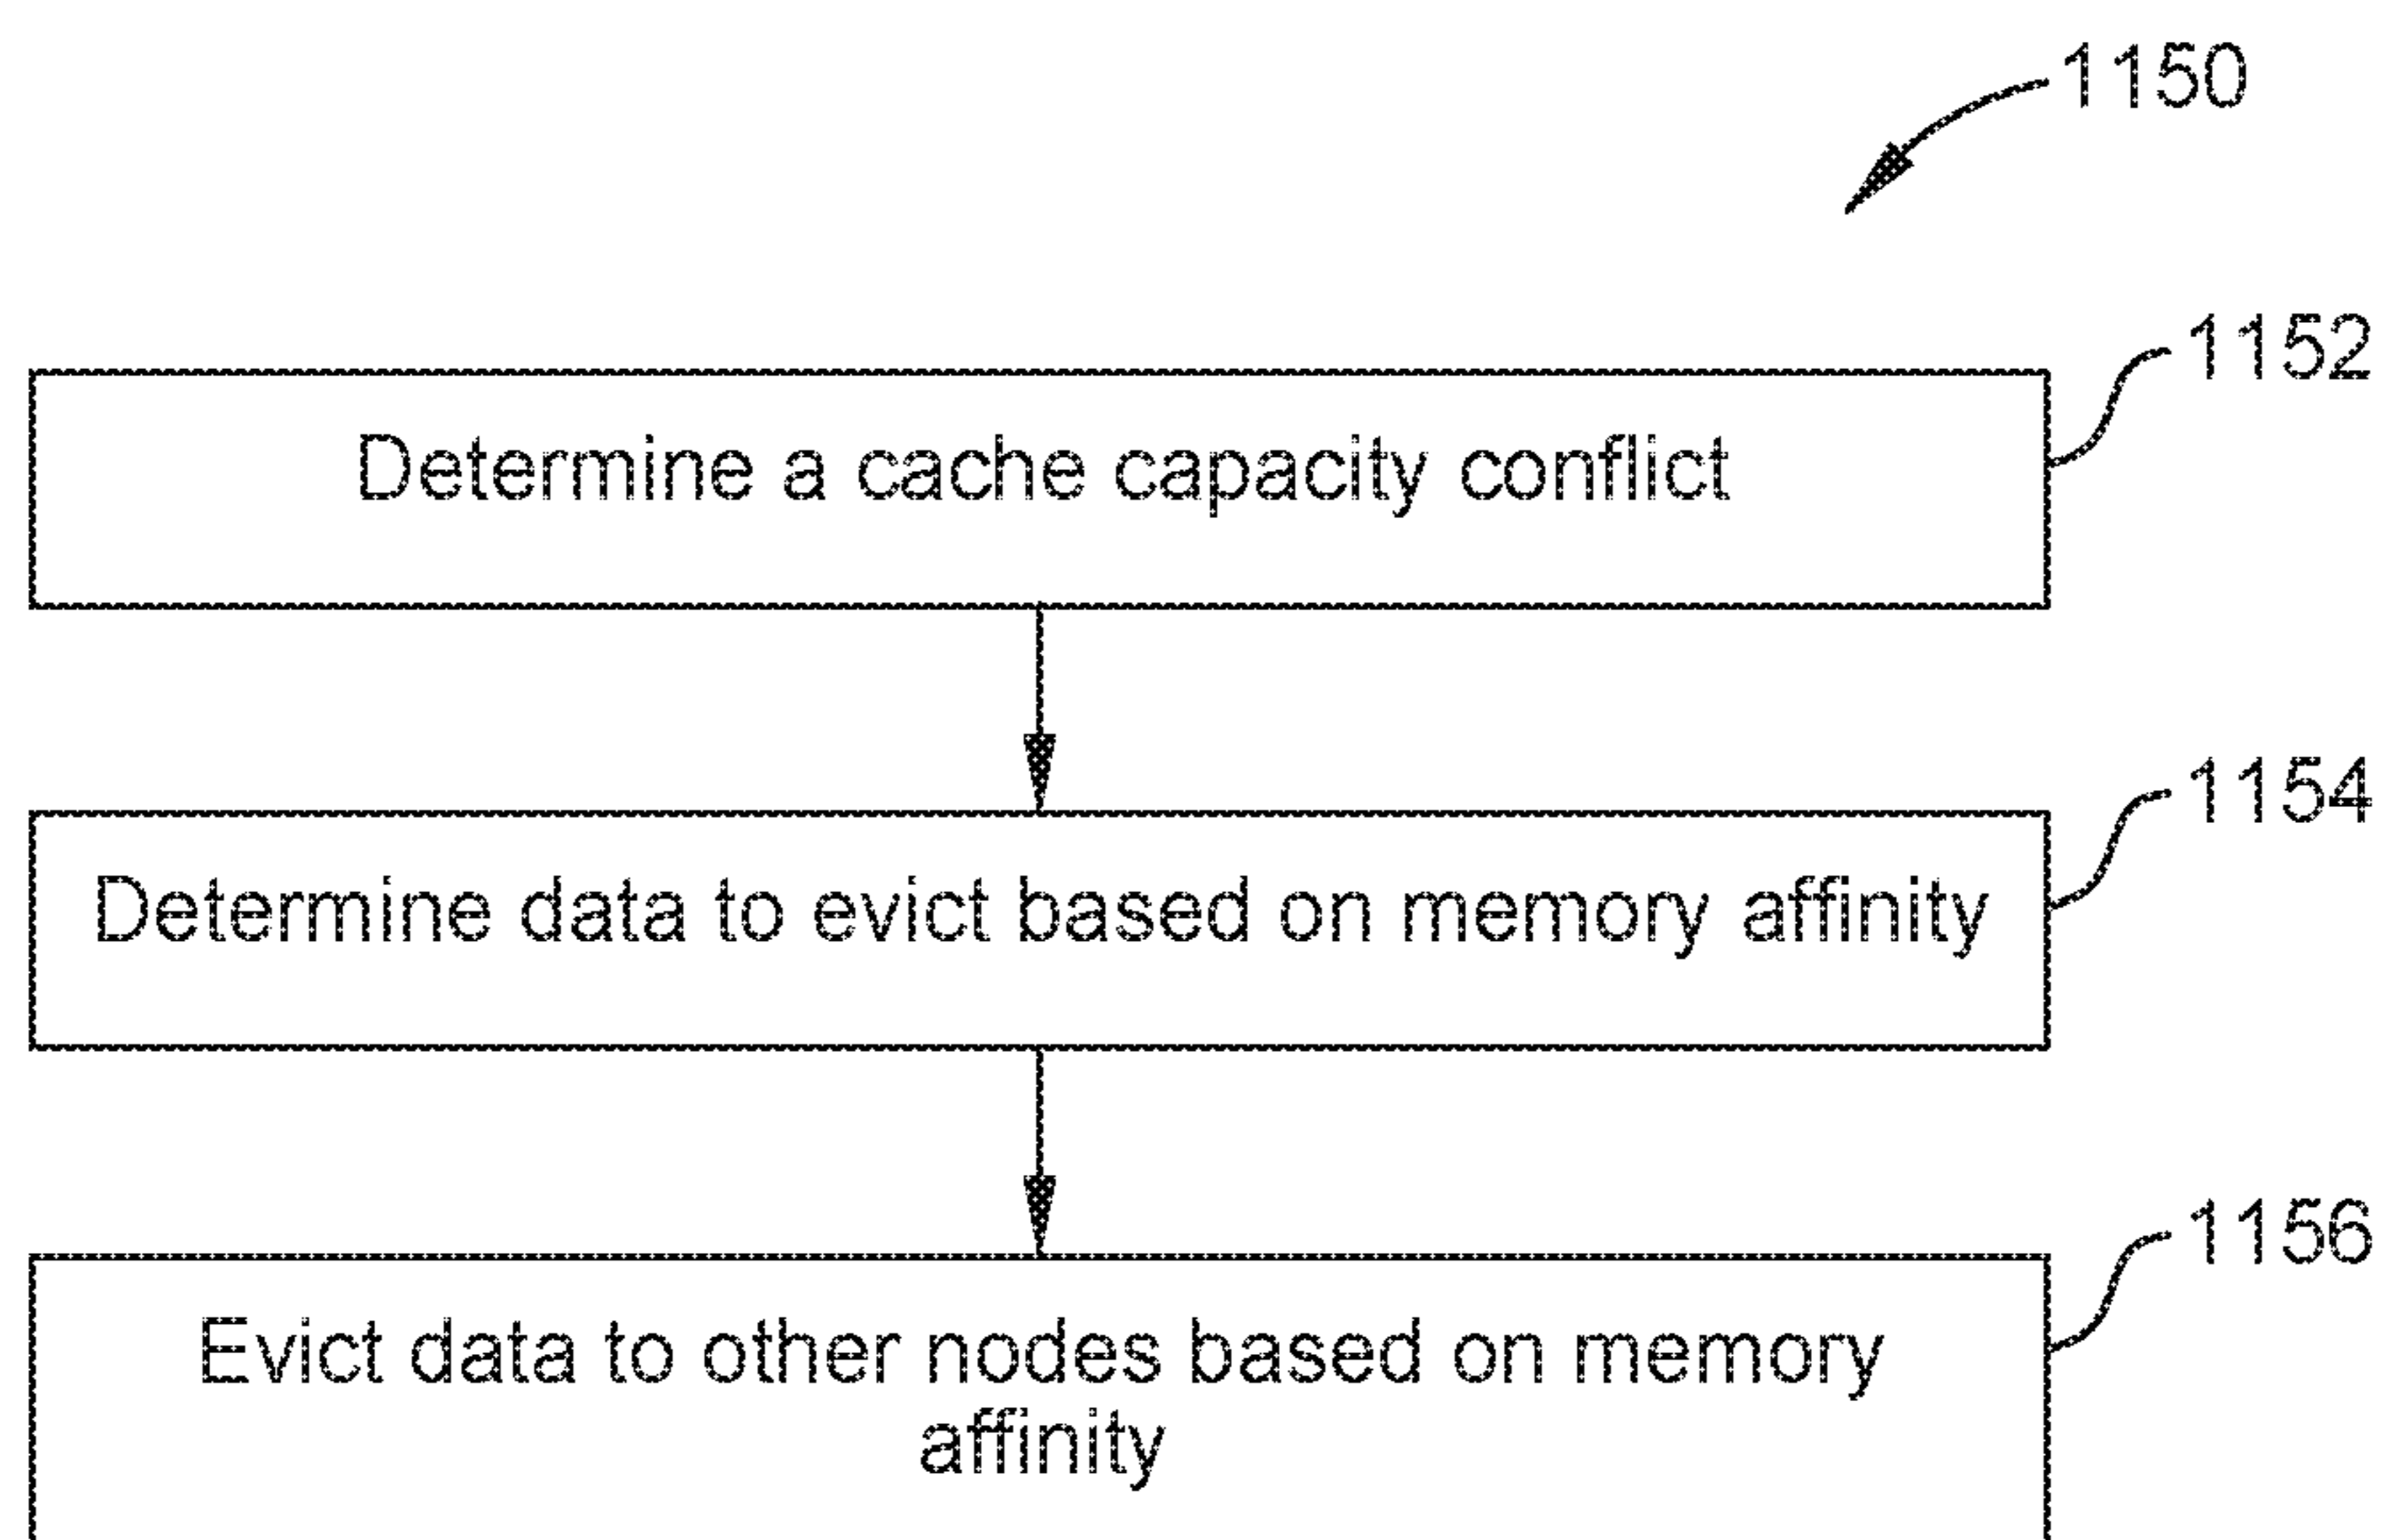 1150
1152
Determine a cache capacity conflict
1154
Determine data to evict based on memory affinity
1156
Evict data to other nodes based on memory
affinity